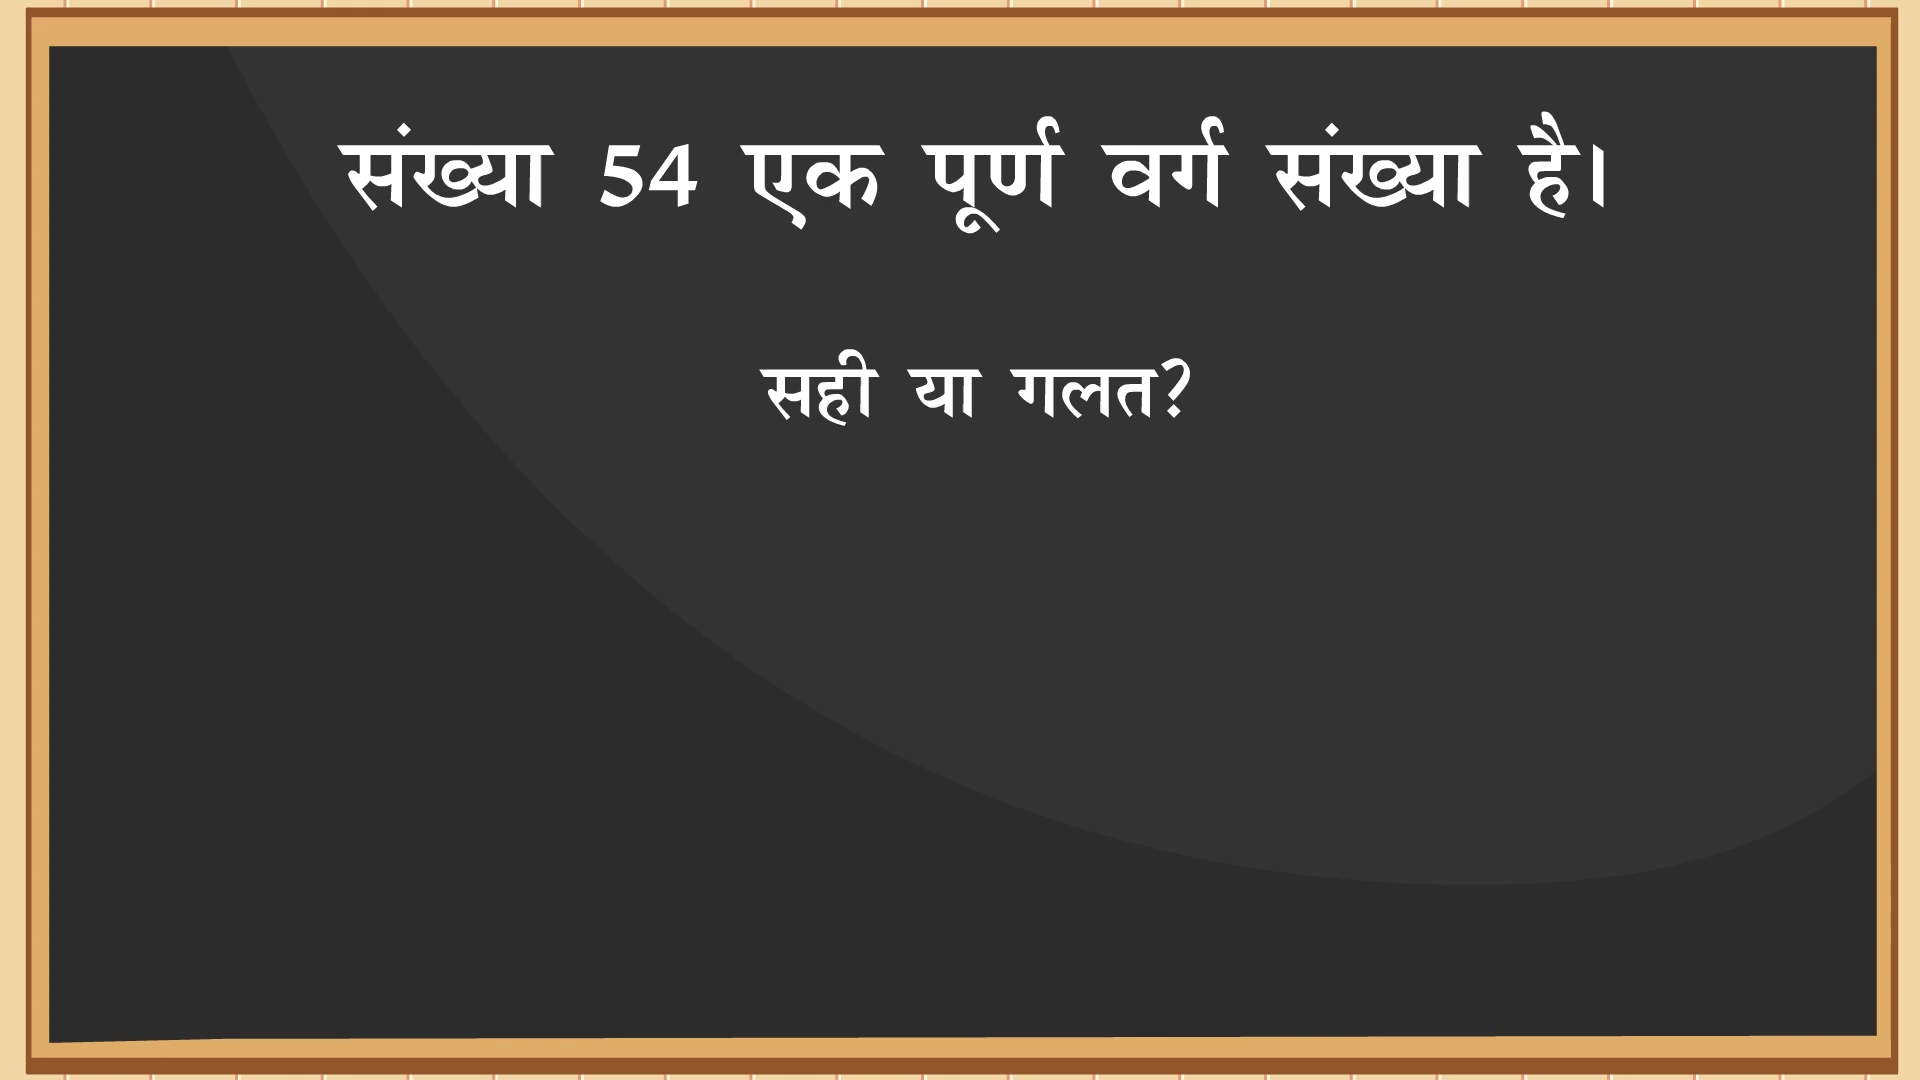 संख्या 54 एक पूर्ण वर्ग संख्या है।
सही या गलत?